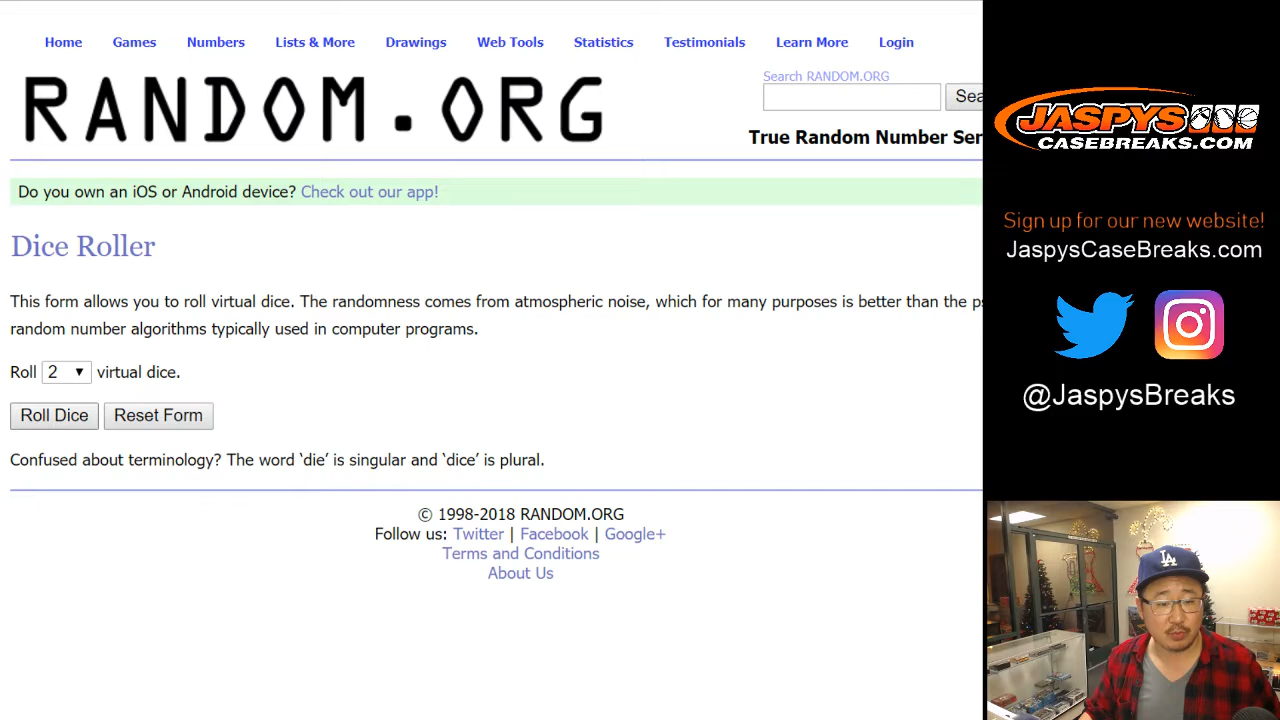 Home Games Numbers Lists & More Drawings Web Tools Statistics Testimonials Learn More Login
RANDOM.ORG
Search RANDOM.ORG
Sea
True Random Number Ser
Do you own an iOS or Android device? Check out our app!
Dice Roller
This form allows you to roll virtual dice. The randomness comes from atmospheric noise, which for many purposes is better than the ps
random number algorithms typically used in computer programs.
Roll 2 virtual dice.
Roll Dice Reset Form
Confused about terminology? The word ‘die’ is singular and ‘dice’ is plural.
© 1998-2018 RANDOM.ORG
Follow us: Twitter | Facebook | Google+
Terms and Conditions
About Us
JASPYS
CASEBREAKS.COM
Sign up for our new website!
JaspysCaseBreaks.com
@JaspysBreaks
LA